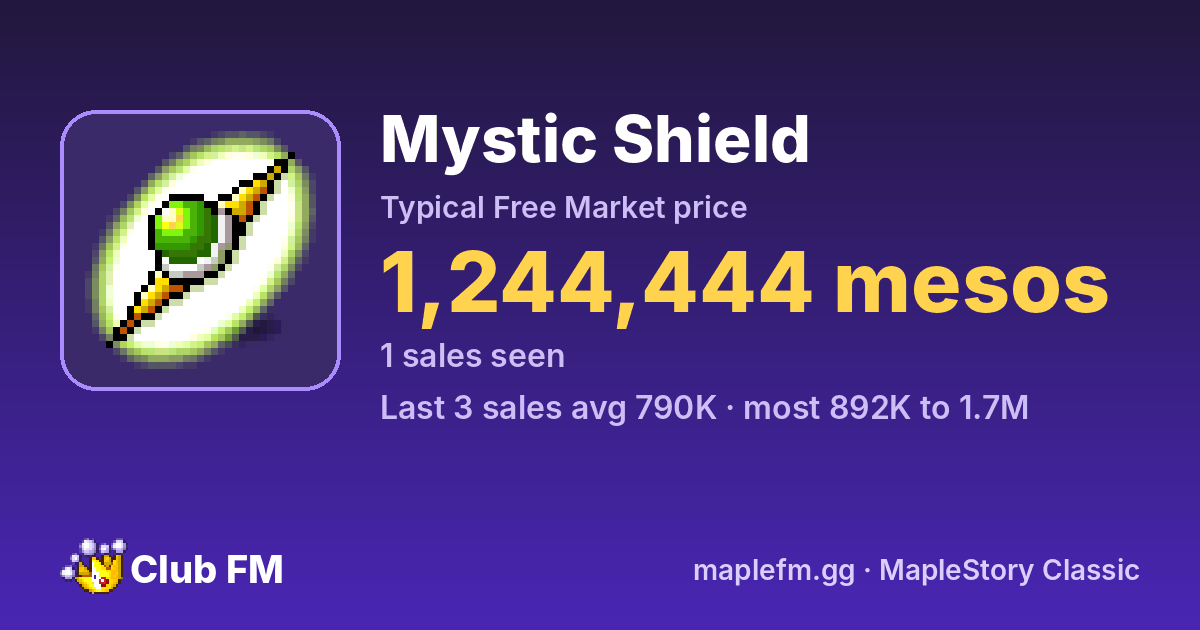 Mystic Shield
Typical Free Market price
1,244,444 mesos
1 sales seen
Last 3 sales avg 790K · most 892K to 1.7M
Club FM
maplefm.gg · MapleStory Classic